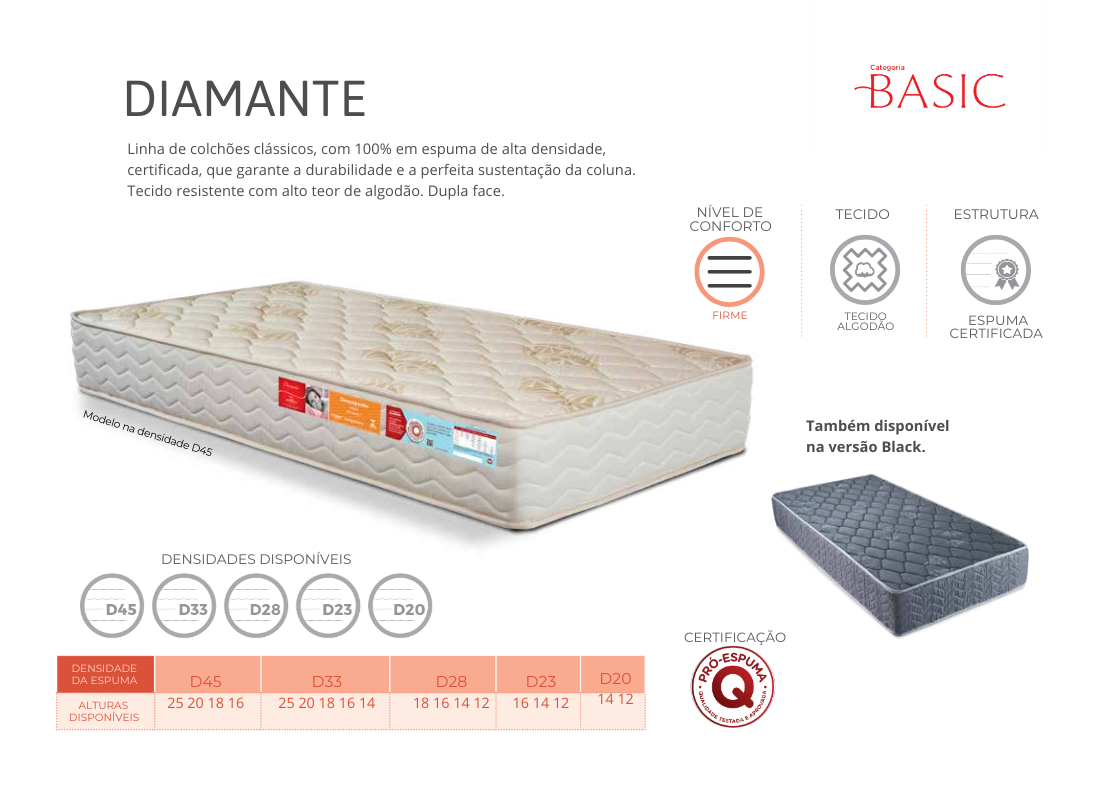 Categoria
BASIC
DIAMANTE
Linha de colchões clássicos, com 100% em espuma de alta densidade,
certificada, que garante a durabilidade e a perfeita sustentação da coluna.
Tecido resistente com alto teor de algodão. Dupla face.
NÍVEL DE
CONFORTO
FIRME
TECIDO
TECIDO
ALGODÃO
ESTRUTURA
ESPUMA
CERTIFICADA
Modelo na densidade D45
Também disponível
na versão Black.
DENSIDADES DISPONÍVEIS
D45 D33 D28 D23 D20
DENSIDADE
DA ESPUMA
D45 D33 D28 D23 D20
ALTURAS
DISPONÍVEIS
25 20 18 16 25 20 18 16 14 18 16 14 12 16 14 12 14 12
CERTIFICAÇÃO
PRÓ-ESPUMA
Q
QUALIDADE TESTADA E APROVADA